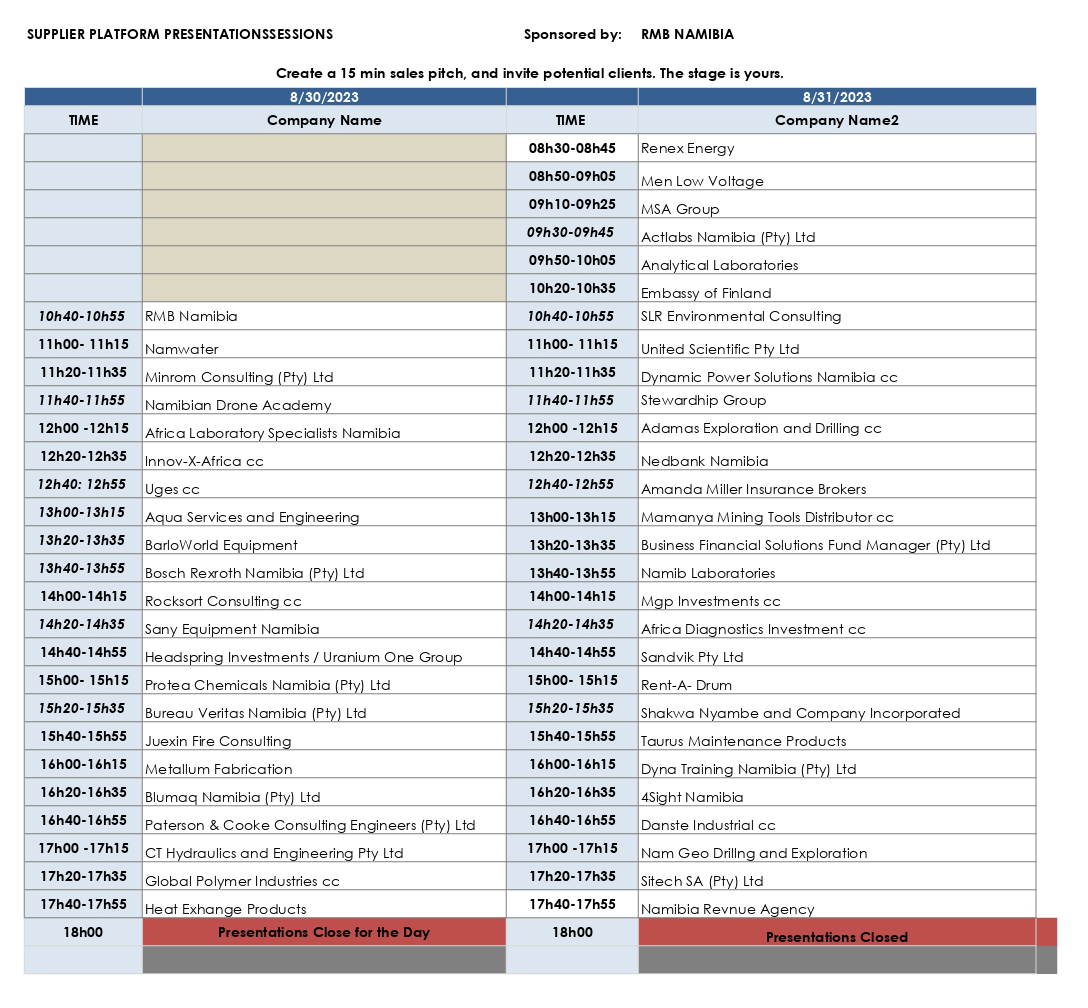 SUPPLIER PLATFORM PRESENTATIONSSESSIONS Sponsored by: RMB NAMIBIA
Create a 15 min sales pitch, and invite potential clients. The stage is yours.
8/30/2023 8/31/2023
TIME Company Name TIME Company Name2
08h30-08h45 Renex Energy
08h50-09h05 Men Low Voltage
09h10-09h25 MSA Group
09h30-09h45 Actlabs Namibia (Pty) Ltd
09h50-10h05 Analytical Laboratories
10h20-10h35 Embassy of Finland
10h40-10h55 RMB Namibia 10h40-10h55 SLR Environmental Consulting
11h00- 11h15 Namwater 11h00- 11h15 United Scientific Pty Ltd
11h20-11h35 Minrom Consulting (Pty) Ltd 11h20-11h35 Dynamic Power Solutions Namibia cc
11h40-11h55 Namibian Drone Academy 11h40-11h55 Stewardhip Group
12h00 -12h15 Africa Laboratory Specialists Namibia 12h00 -12h15 Adamas Exploration and Drilling cc
12h20-12h35 Innov-X-Africa cc 12h20-12h35 Nedbank Namibia
12h40: 12h55 Uges cc 12h40-12h55 Amanda Miller Insurance Brokers
13h00-13h15 Aqua Services and Engineering 13h00-13h15 Mamanya Mining Tools Distributor cc
13h20-13h35 BarloWorld Equipment 13h20-13h35 Business Financial Solutions Fund Manager (Pty) Ltd
13h40-13h55 Bosch Rexroth Namibia (Pty) Ltd 13h40-13h55 Namib Laboratories
14h00-14h15 Rocksort Consulting cc 14h00-14h15 Mgp Investments cc
14h20-14h35 Sany Equipment Namibia 14h20-14h35 Africa Diagnostics Investment cc
14h40-14h55 Headspring Investments / Uranium One Group 14h40-14h55 Sandvik Pty Ltd
15h00- 15h15 Protea Chemicals Namibia (Pty) Ltd 15h00- 15h15 Rent-A- Drum
15h20-15h35 Bureau Veritas Namibia (Pty) Ltd 15h20-15h35 Shakwa Nyambe and Company Incorporated
15h40-15h55 Juexin Fire Consulting 15h40-15h55 Taurus Maintenance Products
16h00-16h15 Metallum Fabrication 16h00-16h15 Dyna Training Namibia (Pty) Ltd
16h20-16h35 Blumaq Namibia (Pty) Ltd 16h20-16h35 4Sight Namibia
16h40-16h55 Paterson & Cooke Consulting Engineers (Pty) Ltd 16h40-16h55 Danste Industrial cc
17h00 -17h15 CT Hydraulics and Engineering Pty Ltd 17h00 -17h15 Nam Geo Drillng and Exploration
17h20-17h35 Global Polymer Industries cc 17h20-17h35 Sitech SA (Pty) Ltd
17h40-17h55 Heat Exhange Products 17h40-17h55 Namibia Revnue Agency
18h00 Presentations Close for the Day 18h00 Presentations Closed